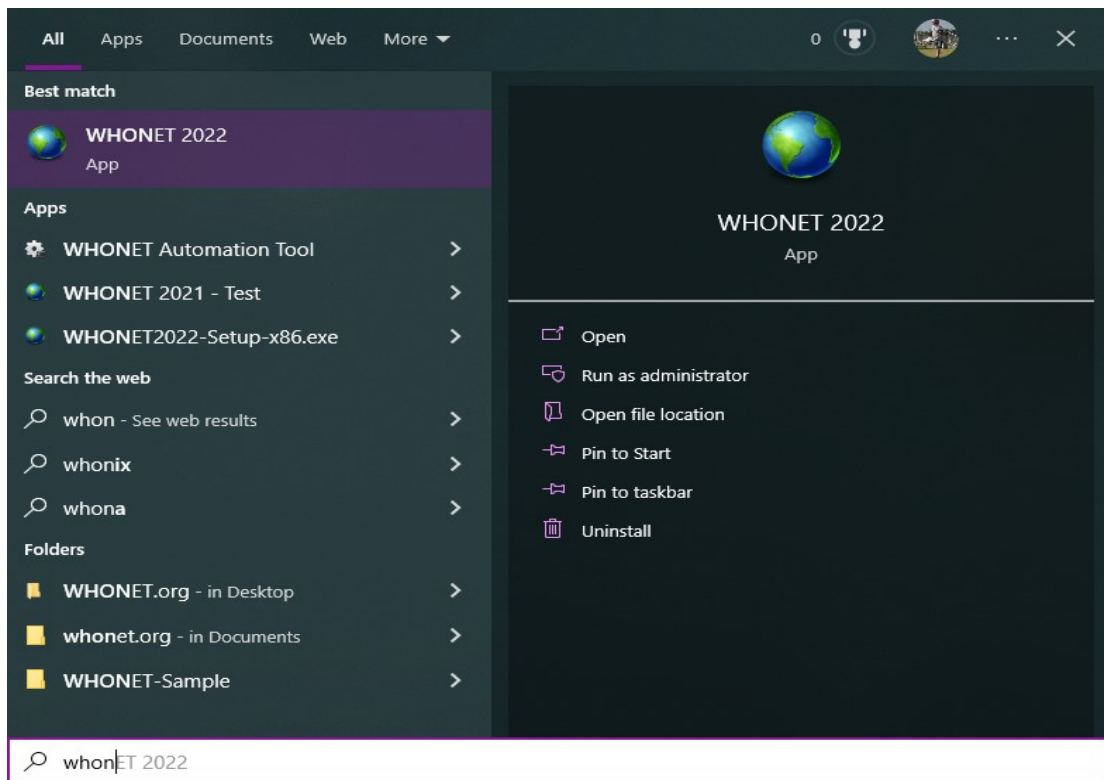 All Apps Documents Web More 0
Best match
WHONET 2022
App
Apps
WHONET Automation Tool
WHONET 2021 - Test
WHONET2022-Setup-x86.exe
Search the web
whon - See web results
whonix
whona
Folders
WHONET.org - in Desktop
whonet.org - in Documents
WHONET-Sample
WHONET 2022
App
Open
Run as administrator
Open file location
Pin to Start
Pin to taskbar
Uninstall
whonET 2022